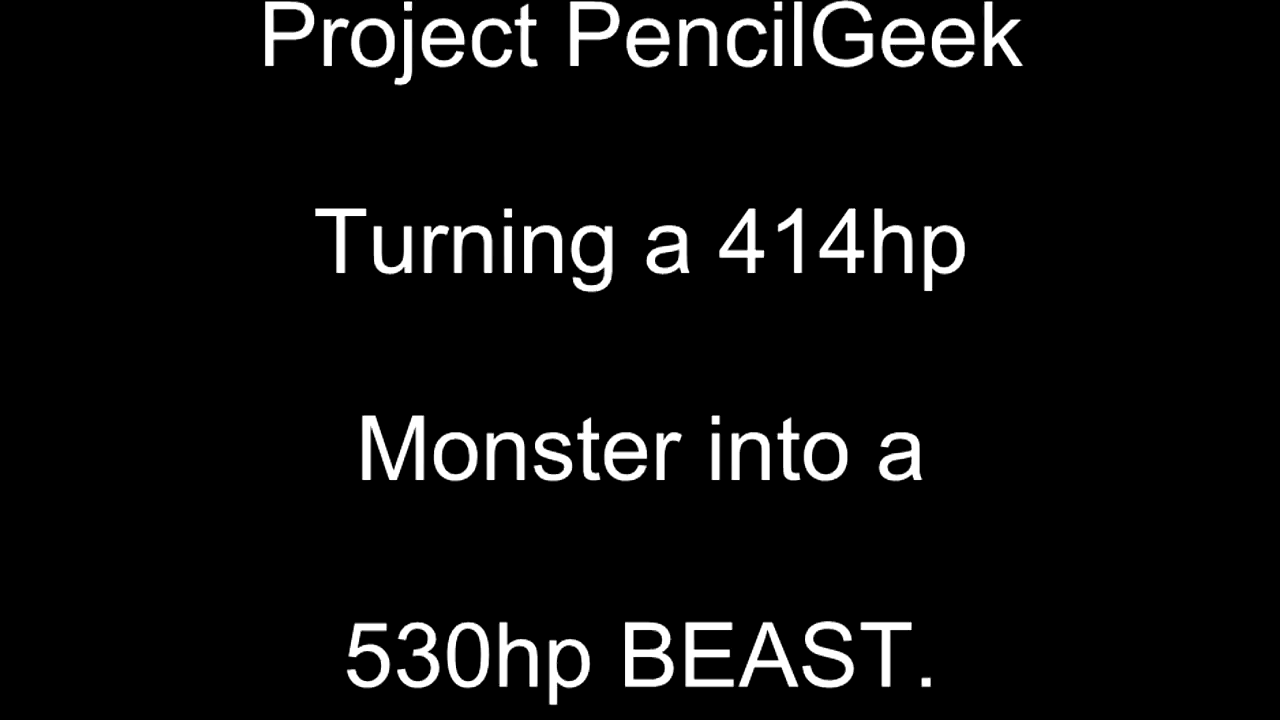 Project PencilGeek
Turning a 414hp
Monster into a
530hp BEAST.